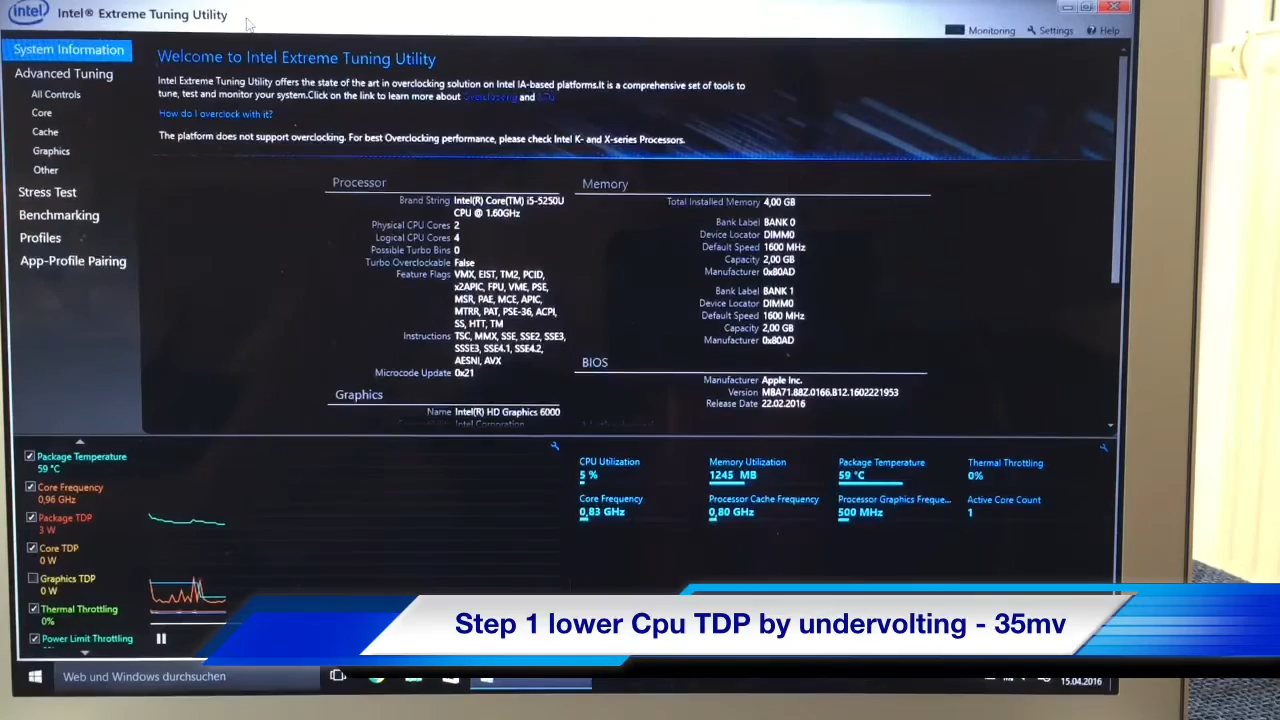 intel Intel® Extreme Tuning Utility
Monitoring Settings Help
System Information
Advanced Tuning
All Controls
Core
Cache
Graphics
Other
Stress Test
Benchmarking
Profiles
App-Profile Pairing
Welcome to Intel Extreme Tuning Utility
Intel Extreme Tuning Utility offers the state of the art in overclocking solution on Intel IA-based platforms.It is a comprehensive set of tools to
tune, test and monitor your system.Click on the link to learn more about Overclocking and
How do I overclock with it?
The platform does not support overclocking. For best Overclocking performance, please check Intel K- and X-series Processors.
Processor
Brand String Intel(R) Core(TM) i5-5250U
CPU @ 1.60GHz
Physical CPU Cores 2
Logical CPU Cores 4
Possible Turbo Bins 0
Turbo Overclockable False
Feature Flags VMX, EIST, TM2, PCID,
x2APIC, FPU, VME, PSE,
MSR, PAE, MCE, APIC,
MTRR, PAT, PSE-36, ACPI,
SS, HTT, TM
Instructions TSC, MMX, SSE, SSE2, SSE3,
SSSE3, SSE4.1, SSE4.2,
AESNI, AVX
Microcode Update 0x21
Graphics
Name Intel(R) HD Graphics 6000
Intel Corporation
Memory
Total Installed Memory 4,00 GB
Bank Label BANK 0
Device Locator DIMM0
Default Speed 1600 MHz
Capacity 2,00 GB
Manufacturer 0x80AD
Bank Label BANK 1
Device Locator DIMM0
Default Speed 1600 MHz
Capacity 2,00 GB
Manufacturer 0x80AD
BIOS
Manufacturer Apple Inc.
Version MBA71.88Z.0166.B12.1602221953
Release Date 22.02.2016
Package Temperature
59 °C
Core Frequency
0,96 GHz
Package TDP
3 W
Core TDP
0 W
Graphics TDP
0 W
Thermal Throttling
0%
Power Limit Throttling
CPU Utilization
5 %
Memory Utilization
1245 MB
Package Temperature
59 °C
Thermal Throttling
0%
Core Frequency
0,83 GHz
Processor Cache Frequency
0,80 GHz
Processor Graphics Freque...
500 MHz
Active Core Count
1
Step 1 lower Cpu TDP by undervolting - 35mv
Web und Windows durchsuchen
15.04.2016